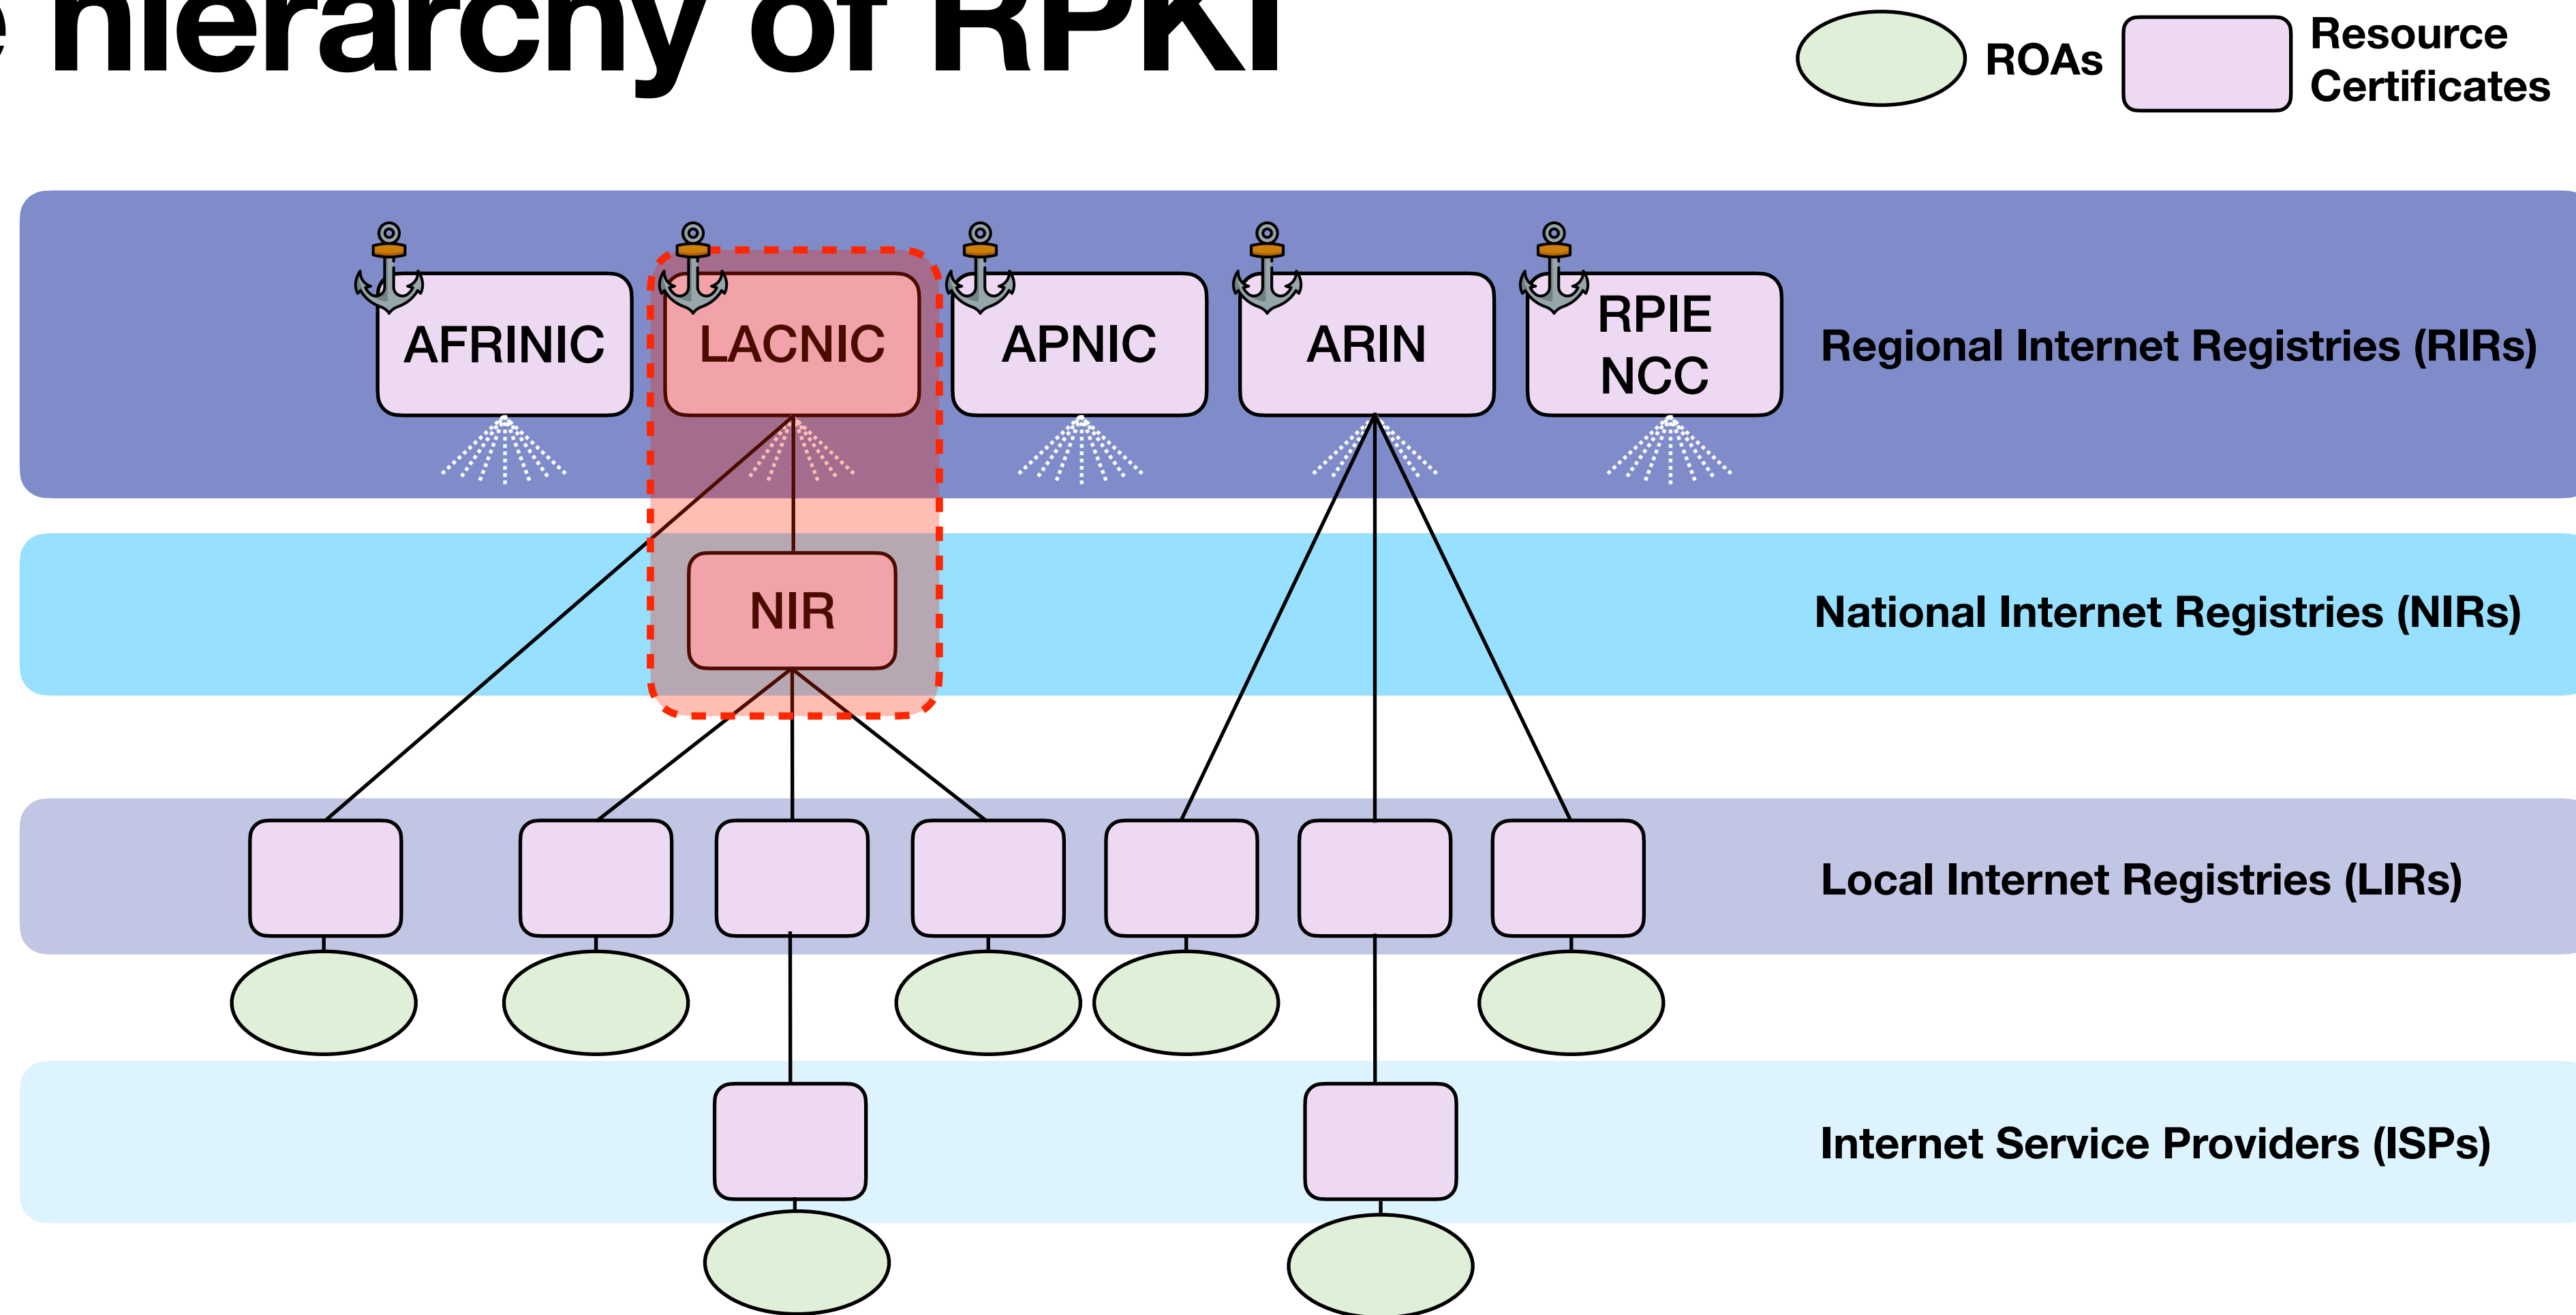 e hierarchy of RPKI
ROAs
Resource
Certificates
AFRINIC
LACNIC
APNIC
ARIN
RPIE
NCC
Regional Internet Registries (RIRs)
NIR
National Internet Registries (NIRs)
Local Internet Registries (LIRs)
Internet Service Providers (ISPs)